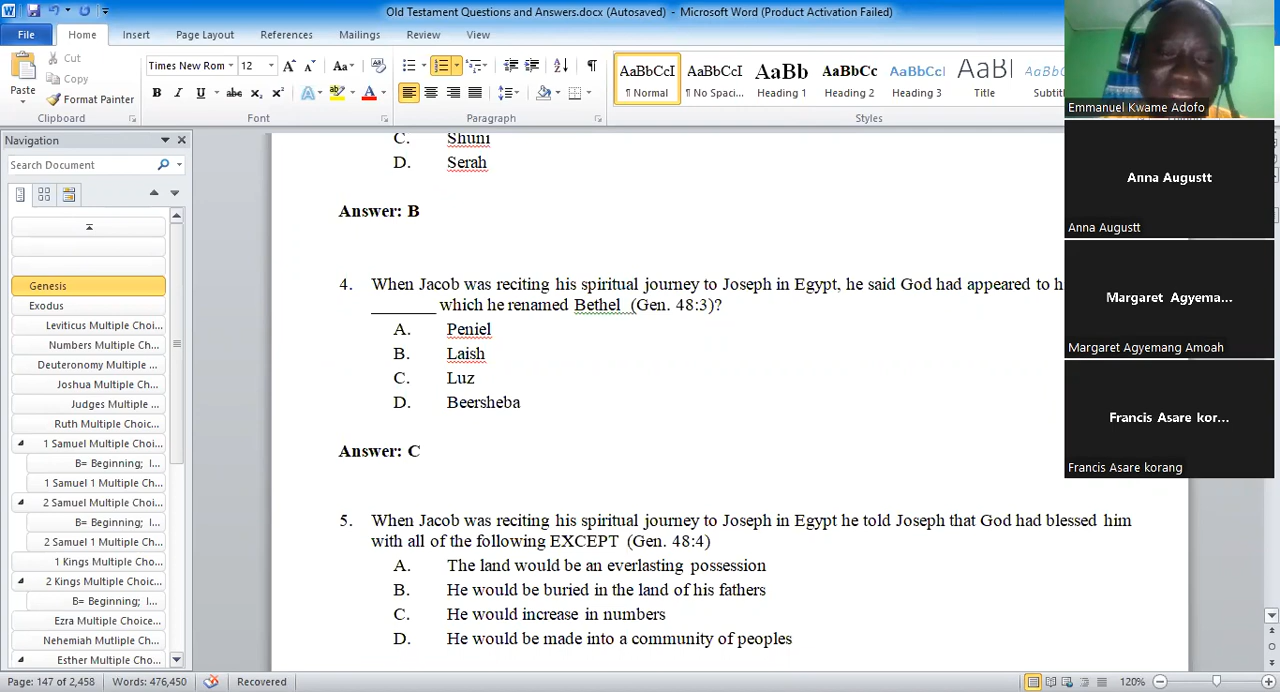 Old Testament Questions and Answers.docx (Autosaved) - Microsoft Word (Product Activation Failed)
File Home Insert Page Layout References Mailings Review View
Paste
Cut
Copy
Format Painter
Clipboard
Times New Rom 12
Font
Paragraph
AaBbCcI AaBbCcI AaBb AaBbCc AaBbCcI AaBl AaBbC
¶ Normal ¶ No Spaci... Heading 1 Heading 2 Heading 3 Title Subtitl
Styles
Navigation
Search Document
Genesis
Exodus
Leviticus Multiple Choi...
Numbers Multiple Ch...
Deuteronomy Multiple ...
Joshua Multiple Ch...
Judges Multiple ...
Ruth Multiple Choic...
1 Samuel Multiple Choi...
B= Beginning; I...
1 Samuel 1 Multiple Ch...
2 Samuel Multiple Choi...
B= Beginning; I...
2 Samuel 1 Multiple Ch...
1 Kings Multiple Ch...
2 Kings Multiple Choic...
B= Beginning; I...
Ezra Multiple Choice...
Nehemiah Mutliple Ch...
Esther Multiple Cho...
C. Shuni
D. Serah
Answer: B
4. When Jacob was reciting his spiritual journey to Joseph in Egypt, he said God had appeared to h
_______ which he renamed Bethel (Gen. 48:3)?
A. Peniel
B. Laish
C. Luz
D. Beersheba
Answer: C
5. When Jacob was reciting his spiritual journey to Joseph in Egypt he told Joseph that God had blessed him
with all of the following EXCEPT (Gen. 48:4)
A. The land would be an everlasting possession
B. He would be buried in the land of his fathers
C. He would increase in numbers
D. He would be made into a community of peoples
Emmanuel Kwame Adofo
Anna Augustt
Anna Augustt
Margaret Agyema...
Margaret Agyemang Amoah
Francis Asare kor...
Francis Asare korang
Page: 147 of 2,458 Words: 476,450 Recovered 120%